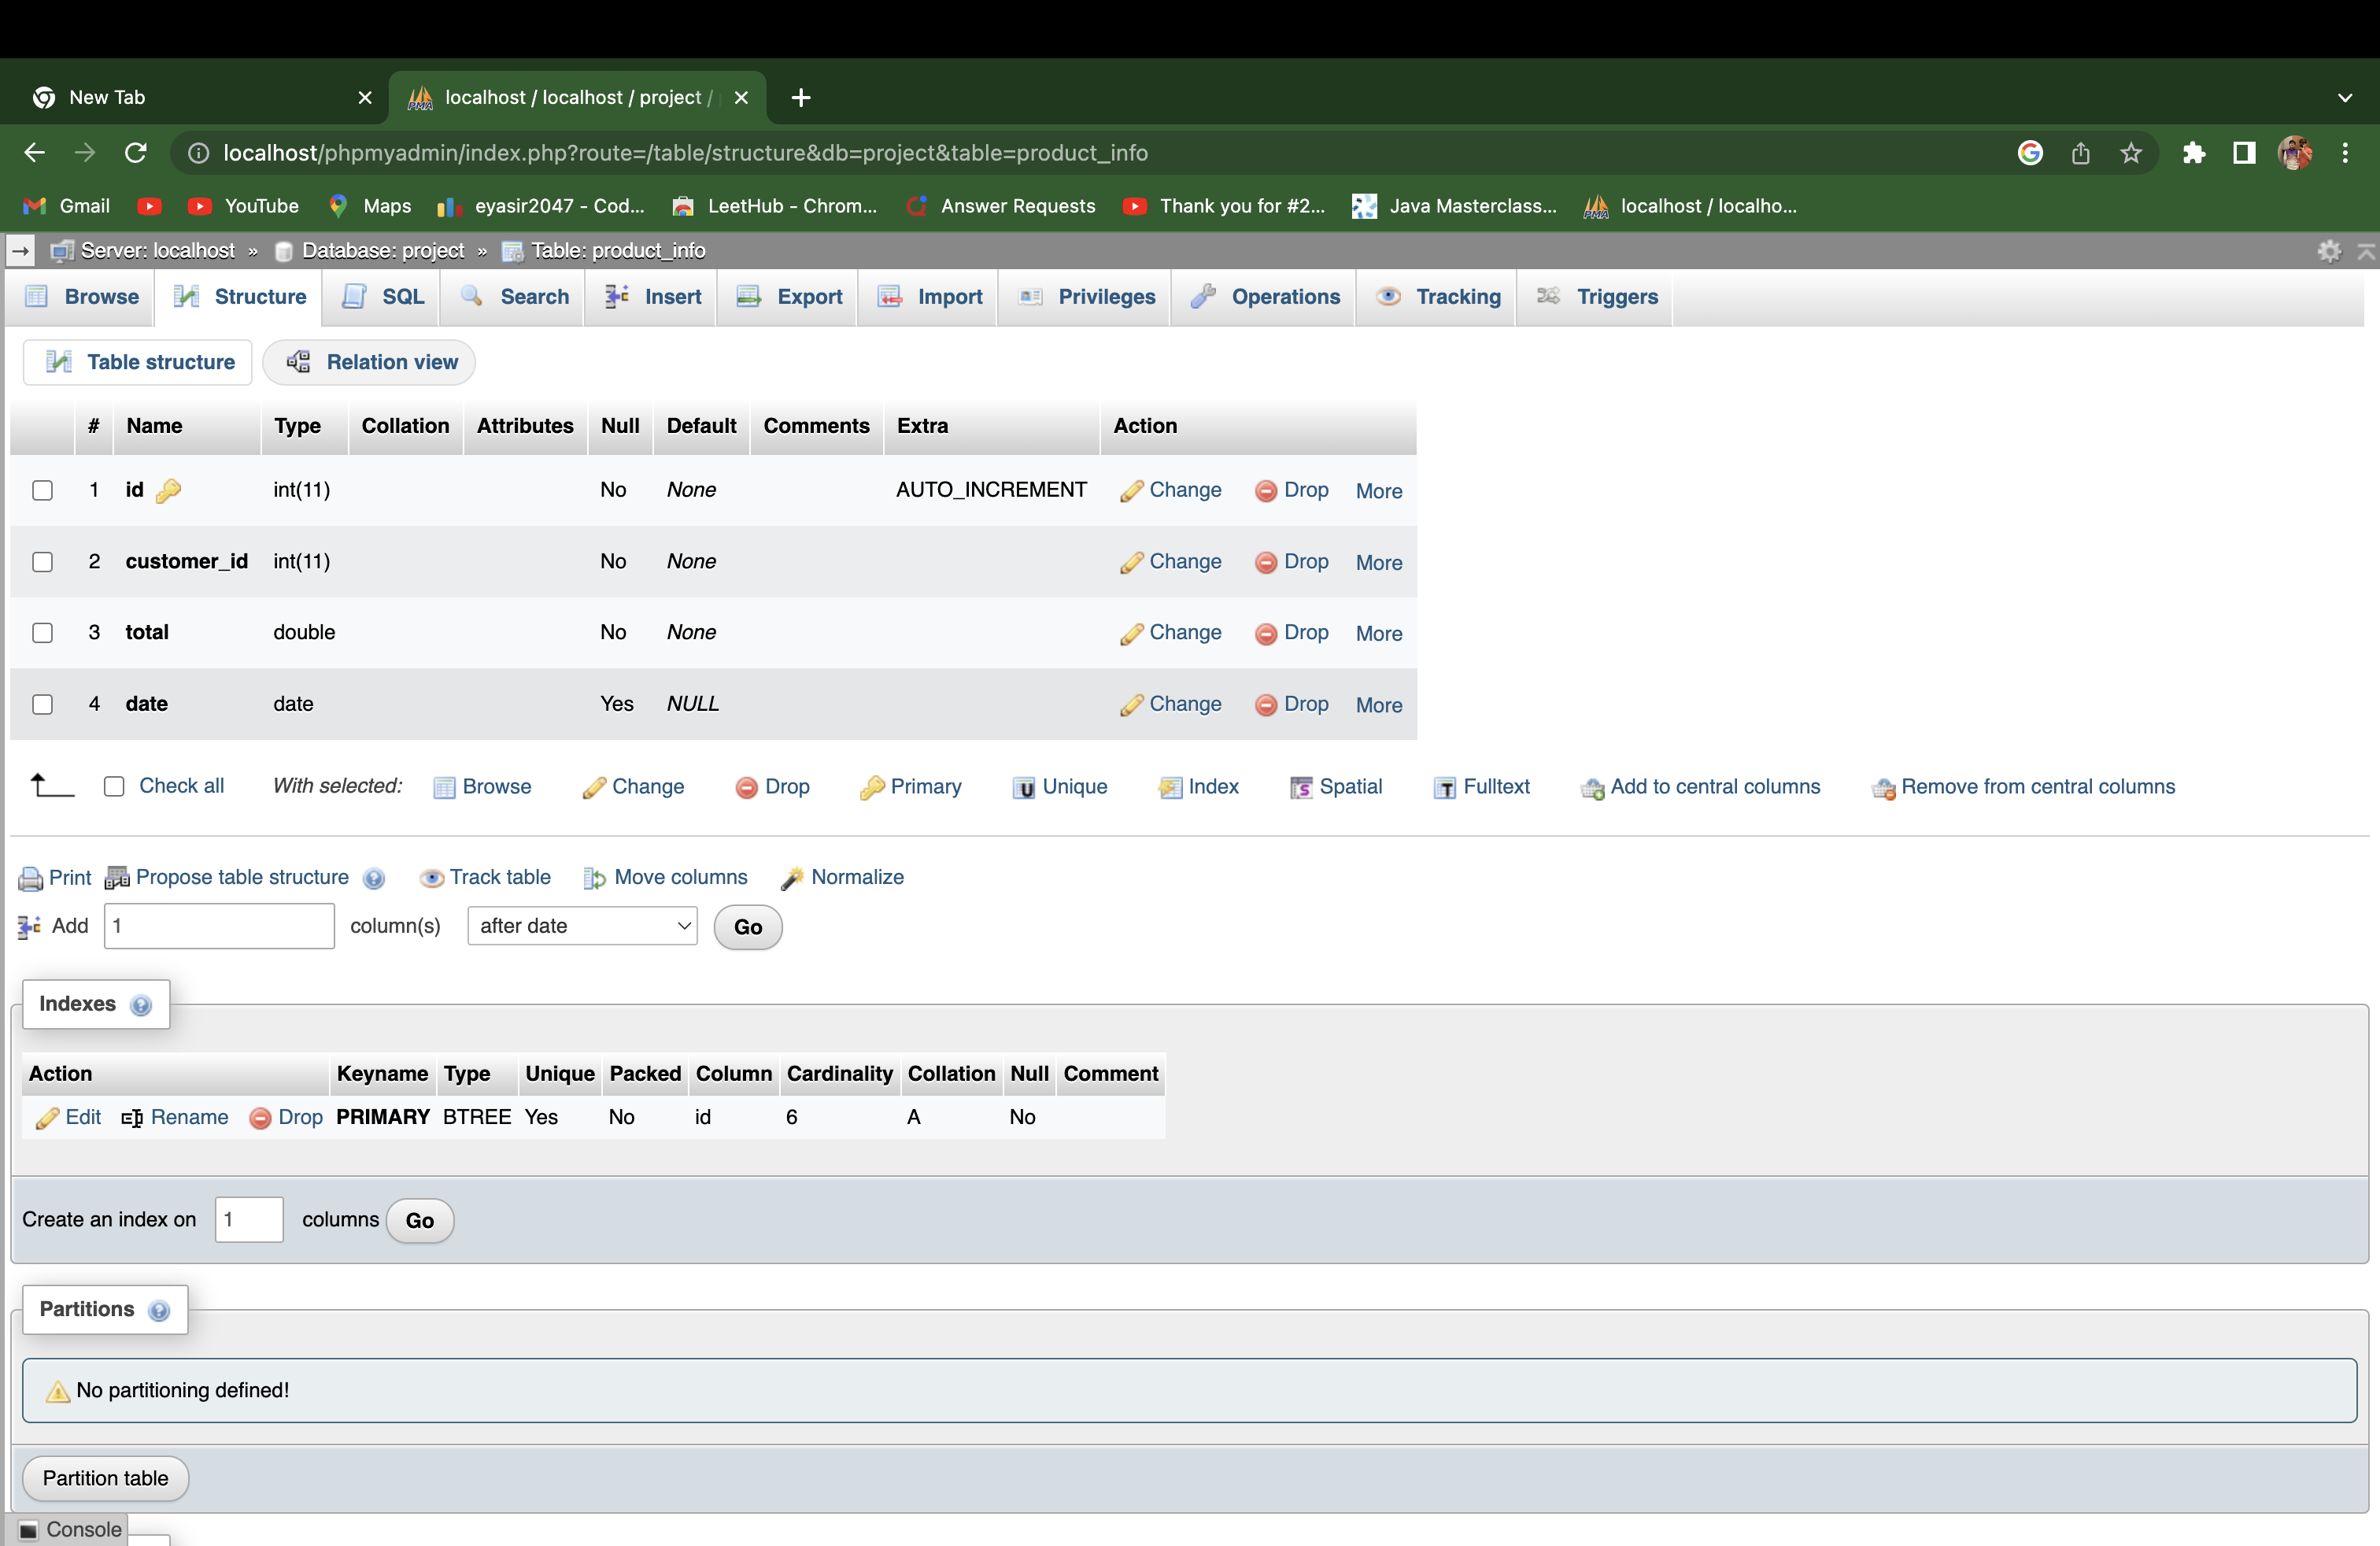 New Tab
localhost / localhost / project /
localhost/phpmyadmin/index.php?route=/table/structure&db=project&table=product_info
Gmail YouTube Maps eyasir2047 - Cod... LeetHub - Chrom... Answer Requests Thank you for #2... Java Masterclass... localhost / localho...
Server: localhost » Database: project » Table: product_info
Browse Structure SQL Search Insert Export Import Privileges Operations Tracking Triggers
Table structure Relation view
# Name Type Collation Attributes Null Default Comments Extra Action
1 id int(11) No None AUTO_INCREMENT Change Drop More
2 customer_id int(11) No None Change Drop More
3 total double No None Change Drop More
4 date date Yes NULL Change Drop More
Check all With selected: Browse Change Drop Primary Unique Index Spatial Fulltext Add to central columns Remove from central columns
Print Propose table structure Track table Move columns Normalize
Add 1 column(s) after date Go
Indexes
Action Keyname Type Unique Packed Column Cardinality Collation Null Comment
Edit Rename Drop PRIMARY BTREE Yes No id 6 A No
Create an index on 1 columns Go
Partitions
No partitioning defined!
Partition table
Console